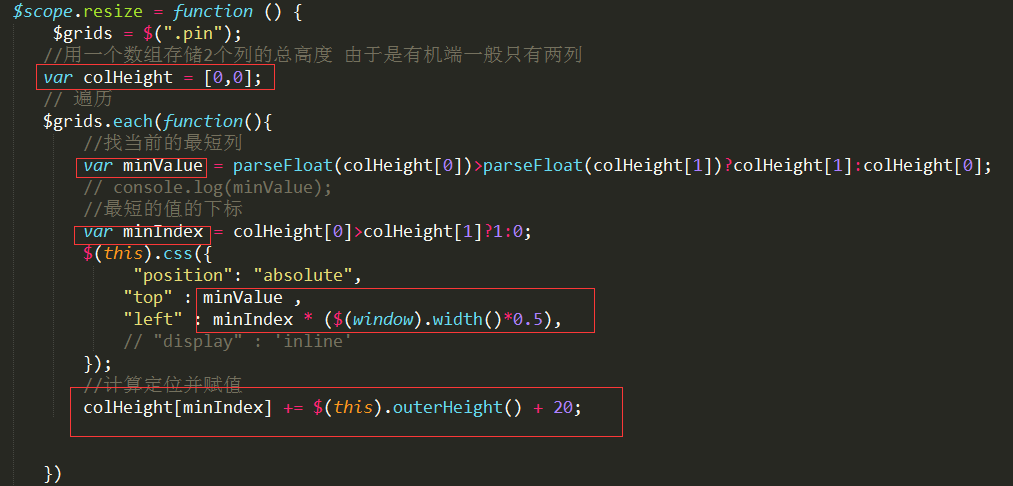 $scope.resize = function () {
$grids = $(".pin");
//用一个数组存储2个列的总高度 由于是有机端一般只有两列
var colHeight = [0,0];
// 遍历
$grids.each(function(){
//找当前的最短列
var minValue = parseFloat(colHeight[0])>parseFloat(colHeight[1])?colHeight[1]:colHeight[0];
// console.log(minValue);
//最短的值的下标
var minIndex = colHeight[0]>colHeight[1]?1:0;
$(this).css({
"position": "absolute",
"top" : minValue ,
"left" : minIndex * ($(window).width()*0.5),
// "display" : 'inline'
});
//计算定位并赋值
colHeight[minIndex] += $(this).outerHeight() + 20;
})